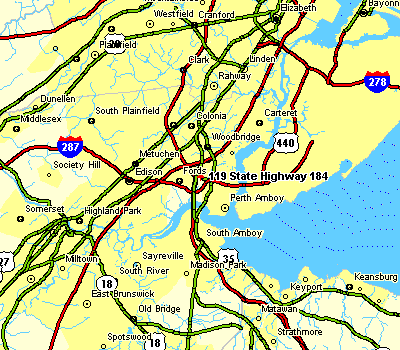 Bayonn
Elizabeth
Westfield
Cranford
Plainfield
Linden
Clark
Rahway
278
Dunellen
South Plainfield
Colonia
Carteret
Middlesex
Woodbridge
440
287
Metuchen
Society Hill
Edison
Fords
119 State Highway 184
Perth Amboy
Somerset
Highland Park
South Amboy
27
Milltown
Sayreville
35
Madison Park
South River
18
East Brunswick
Keansburg
Keyport
Old Bridge
Matawan
18
Spotswood
Strathmore